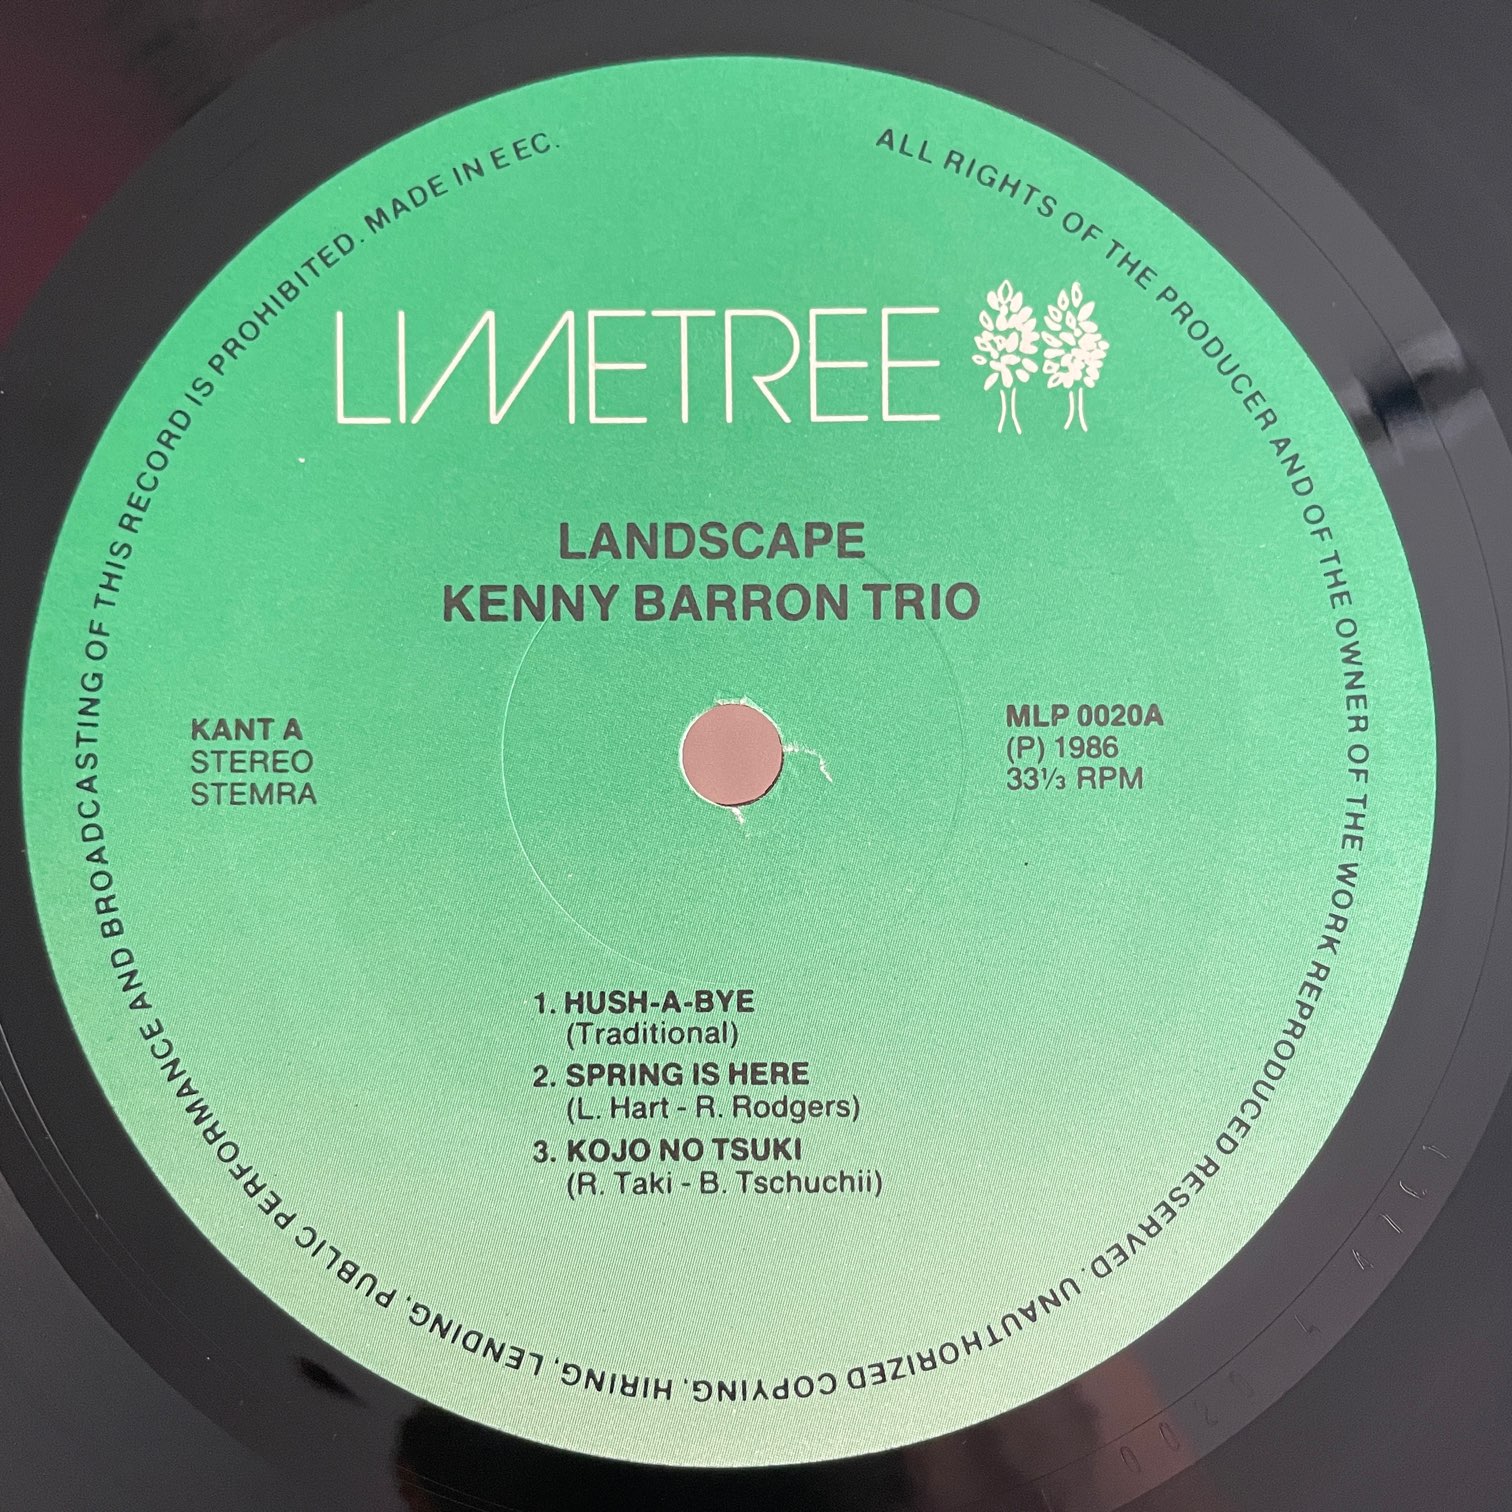 ALL RIGHTS OF THE PRODUCER AND OF THE OWNER OF THE WORK REPRODUCED RESERVED. UNAUTHORIZED COPYING, HIRING, LENDING, PUBLIC PERFORMANCE AND BROADCASTING OF THIS RECORD IS PROHIBITED. MADE IN E EC.
LIMETREE
LANDSCAPE
KENNY BARRON TRIO
KANT A
STEREO
STEMRA
MLP 0020A
(P) 1986
33⅓ RPM
1. HUSH-A-BYE
(Traditional)
2. SPRING IS HERE
(L. Hart - R. Rodgers)
3. KOJO NO TSUKI
(R. Taki - B. Tschuchii)